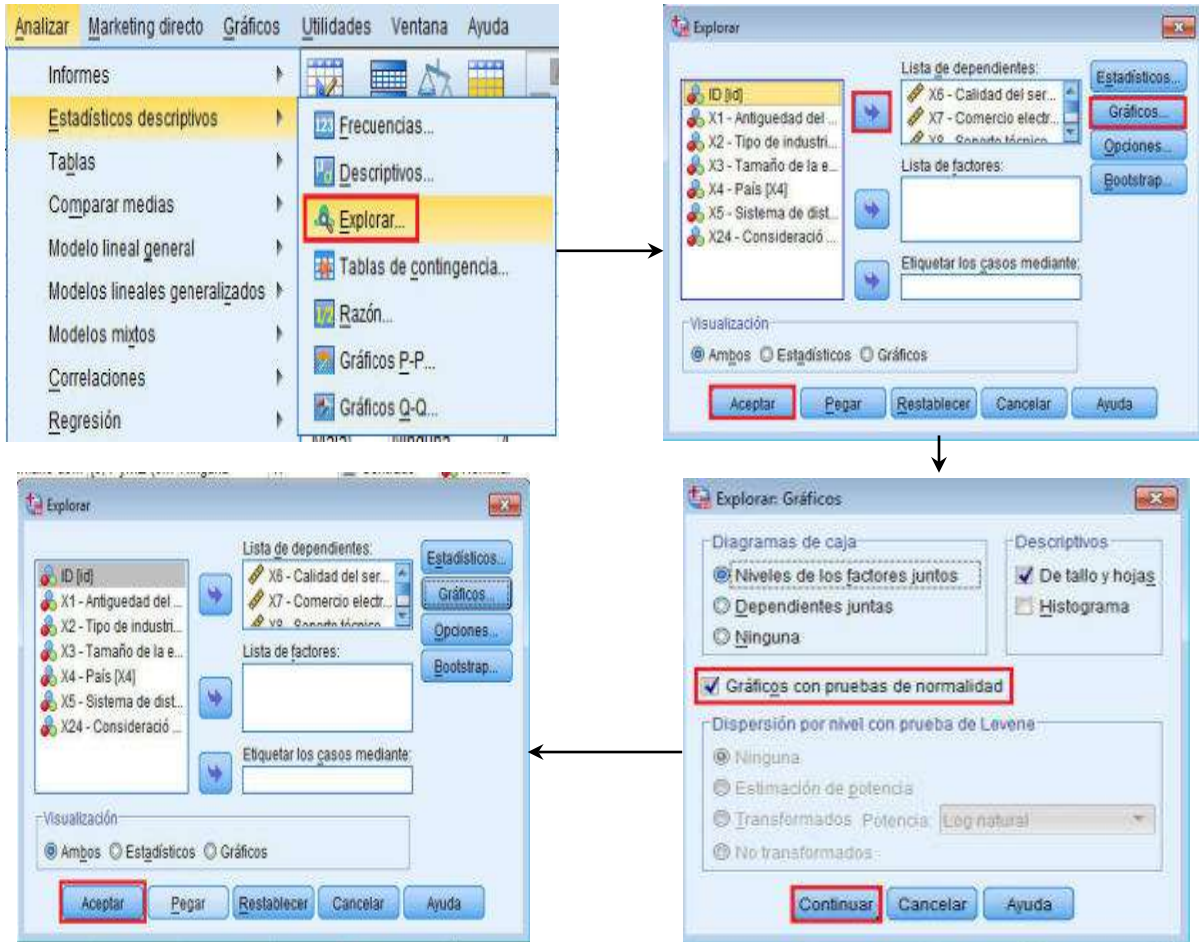 Analizar Marketing directo Gráficos Utilidades Ventana Ayuda
Informes
Estadísticos descriptivos
Tablas
Comparar medias
Modelo lineal general
Modelos lineales generalizados
Modelos mixtos
Correlaciones
Regresión
Frecuencias...
Descriptivos...
Explorar...
Tablas de contingencia...
Razón...
Gráficos P-P...
Gráficos Q-Q...
Ninguna
Explorar
ID [id]
X1 - Antiguedad del ...
X2 - Tipo de industri...
X3 - Tamaño de la e...
X4 - País [X4]
X5 - Sistema de dist...
X24 - Consideració ...
Lista de dependientes:
X6 - Calidad del ser...
X7 - Comercio electr...
X8 - Soporte técnico
Lista de factores:
Etiquetar los casos mediante:
Estadísticos...
Gráficos...
Opciones...
Bootstrap...
Visualización
Ambos Estadísticos Gráficos
Aceptar Pegar Restablecer Cancelar Ayuda
Explorar
ID [id]
X1 - Antiguedad del ...
X2 - Tipo de industri...
X3 - Tamaño de la e...
X4 - País [X4]
X5 - Sistema de dist...
X24 - Consideració ...
Lista de dependientes:
X6 - Calidad del ser...
X7 - Comercio electr...
X8 - Soporte técnico
Lista de factores:
Etiquetar los casos mediante:
Estadísticos...
Gráficos...
Opciones...
Bootstrap...
Visualización
Ambos Estadísticos Gráficos
Aceptar Pegar Restablecer Cancelar Ayuda
Explorar: Gráficos
Diagramas de caja
Niveles de los factores juntos
Dependientes juntas
Ninguna
Descriptivos
De tallo y hojas
Histograma
Gráficos con pruebas de normalidad
Dispersión por nivel con prueba de Levene
Ninguna
Estimación de potencia
Transformados Potencia: Log natural
No transformados
Continuar Cancelar Ayuda